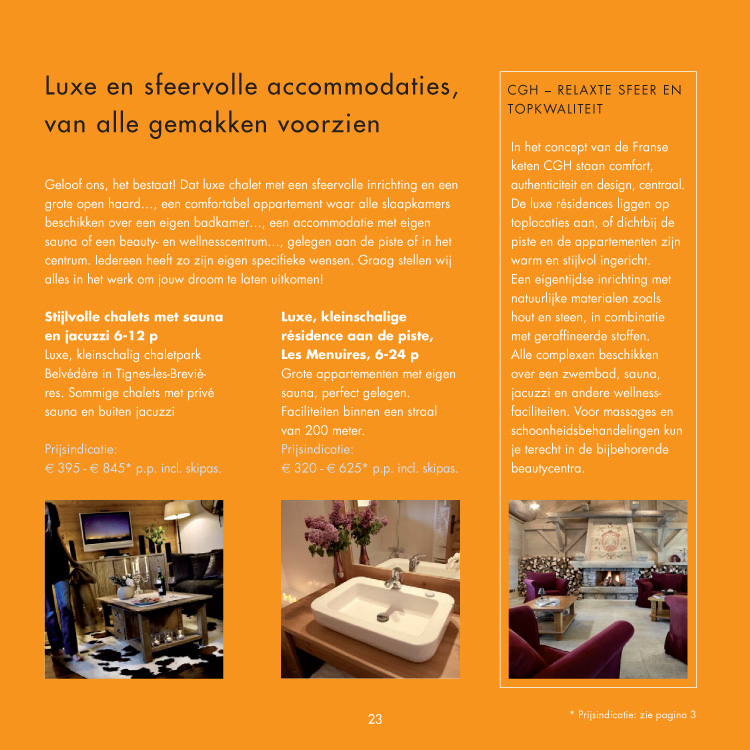 Luxe en sfeervolle accommodaties,
van alle gemakken voorzien
Geloof ons, het bestaat! Dat luxe chalet met een sfeervolle inrichting en een
grote open haard…, een comfortabel appartement waar alle slaapkamers
beschikken over een eigen badkamer…, een accommodatie met eigen
sauna of een beauty- en wellnesscentrum…, gelegen aan de piste of in het
centrum. Iedereen heeft zo zijn eigen specifieke wensen. Graag stellen wij
alles in het werk om jouw droom te laten uitkomen!
Stijlvolle chalets met sauna
en jacuzzi 6-12 p
Luxe, kleinschalig chaletpark
Belvédère in Tignes-les-Breviè-
res. Sommige chalets met privé
sauna en buiten jacuzzi
Prijsindicatie:
€ 395 - € 845* p.p. incl. skipas.
Luxe, kleinschalige
résidence aan de piste,
Les Menuires, 6-24 p
Grote appartementen met eigen
sauna, perfect gelegen.
Faciliteiten binnen een straal
van 200 meter.
Prijsindicatie:
€ 320 - € 625* p.p. incl. skipas.
CGH – RELAXTE SFEER EN
TOPKWALITEIT
In het concept van de Franse
keten CGH staan comfort,
authenticiteit en design, centraal.
De luxe résidences liggen op
toplocaties aan, of dichtbij de
piste en de appartementen zijn
warm en stijlvol ingericht.
Een eigentijdse inrichting met
natuurlijke materialen zoals
hout en steen, in combinatie
met geraffineerde stoffen.
Alle complexen beschikken
over een zwembad, sauna,
jacuzzi en andere wellness-
faciliteiten. Voor massages en
schoonheidsbehandelingen kun
je terecht in de bijbehorende
beautycentra.
23
* Prijsindicatie: zie pagina 3